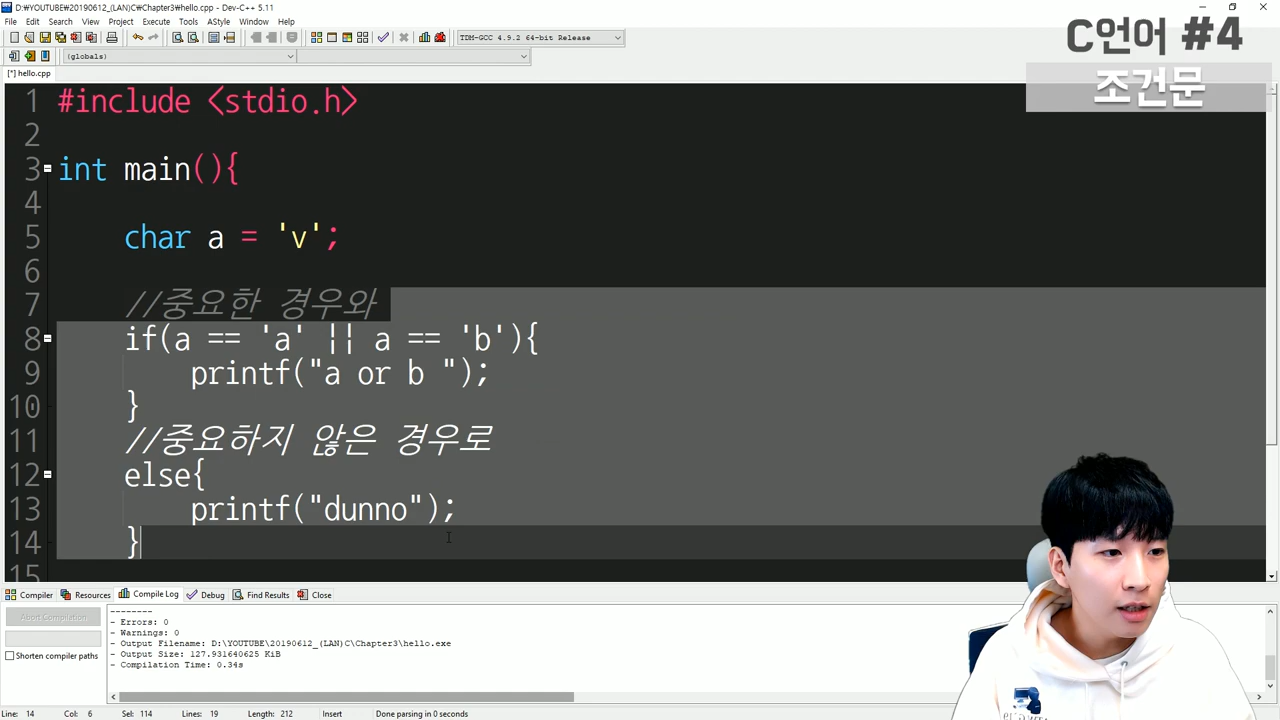 D:\YOUTUBE\20190612_(LAN)C\Chapter3\hello.cpp - Dev-C++ 5.11
File Edit Search View Project Execute Tools AStyle Window Help
TDM-GCC 4.9.2 64-bit Release
(globals)
[*] hello.cpp
C언어 #4
조건문
1 #include <stdio.h>
2
3 int main(){
4
5 char a = 'v';
6
7 //중요한 경우와
8 if(a == 'a' || a == 'b'){
9 printf("a or b ");
10 }
11 //중요하지 않은 경우로
12 else{
13 printf("dunno");
14 }
15
Compiler Resources Compile Log Debug Find Results Close
Abort Compilation
Shorten compiler paths
--------
- Errors: 0
- Warnings: 0
- Output Filename: D:\YOUTUBE\20190612_(LAN)C\Chapter3\hello.exe
- Output Size: 127.931640625 KiB
- Compilation Time: 0.34s
Line: 14 Col: 6 Sel: 114 Lines: 19 Length: 212 Insert Done parsing in 0 seconds